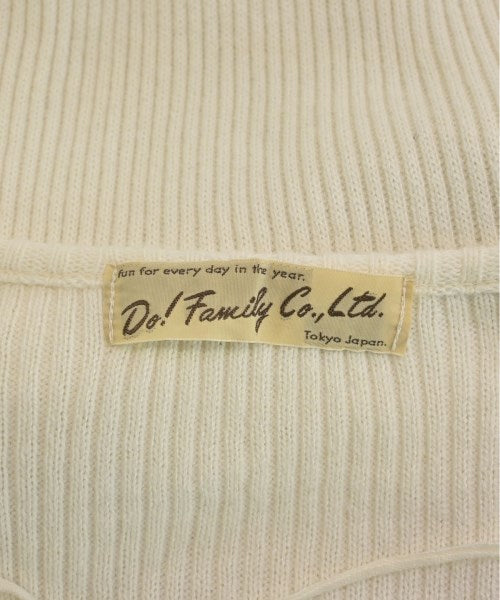 fun for every day in the year.
Do! Family Co., Ltd.
Tokyo Japan.